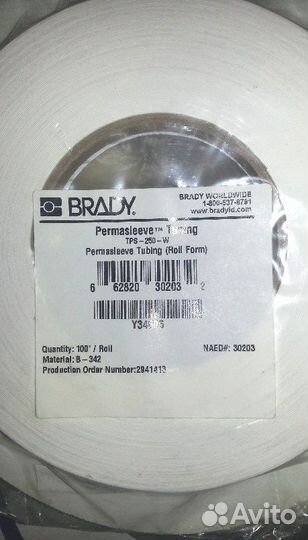 BRADY
BRADY WORLDWIDE
1-800-537-8791
www.bradyid.com
Permasleeve™ Tubing
TPS-250-W
Permasleeve Tubing (Roll Form)
6 62820 30203 2
Quantity: 100' / Roll
NAED#: 30203
Material: B-342
Production Order Number:2941413
Avito